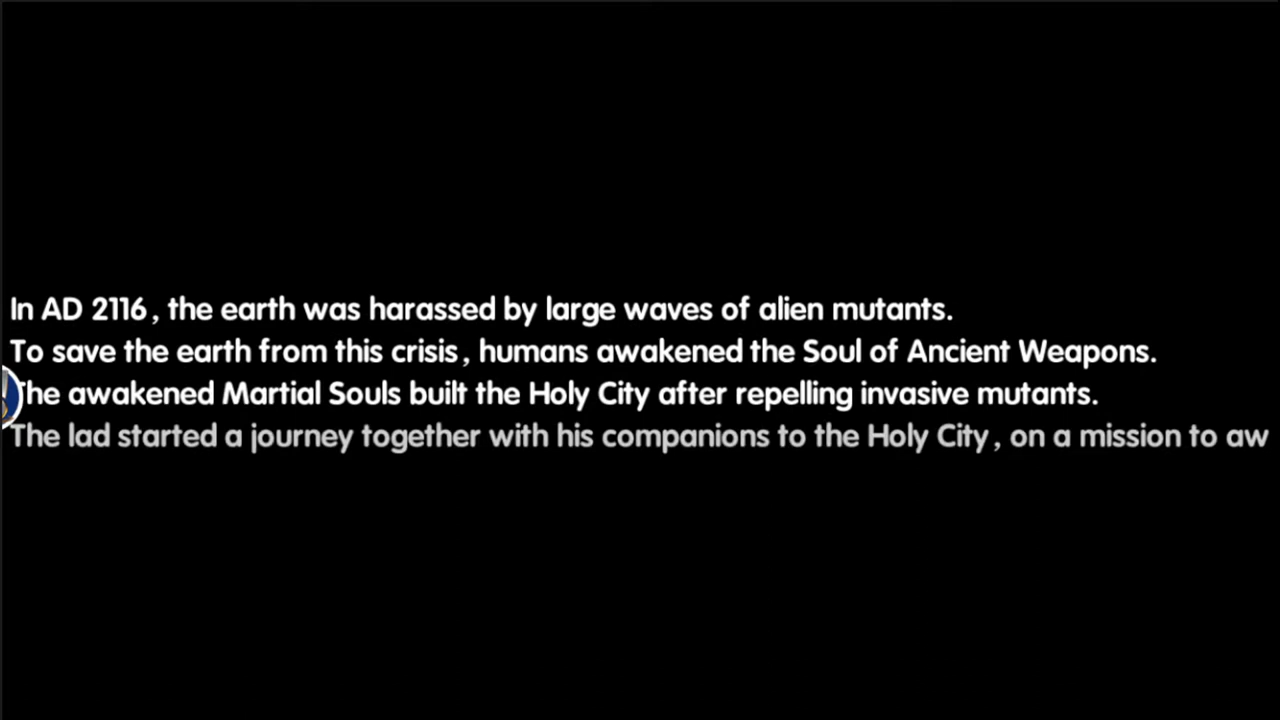 In AD 2116, the earth was harassed by large waves of alien mutants.
To save the earth from this crisis, humans awakened the Soul of Ancient Weapons.
The awakened Martial Souls built the Holy City after repelling invasive mutants.
The lad started a journey together with his companions to the Holy City, on a mission to aw